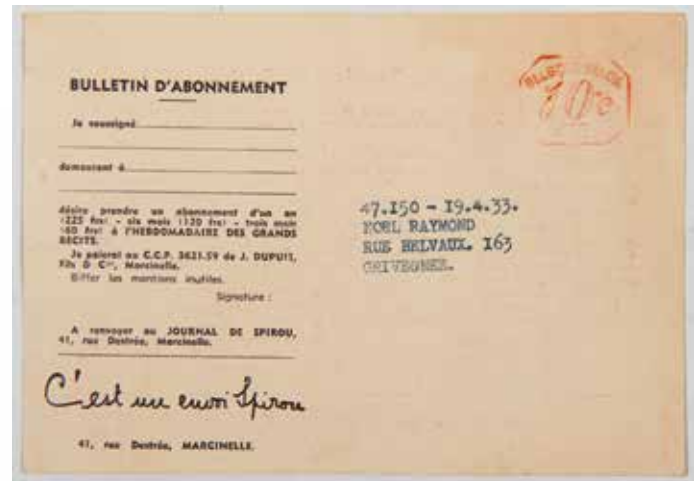 BULLETIN D'ABONNEMENT
Je soussigné
demeurant à
désire prendre un abonnement d'un an
(225 frs) - six mois (120 frs) - trois mois
(60 frs) à l'HEBDOMADAIRE DES GRANDS
RÉCITS.
Je paierai au C.C.P. 3621.59 de J. DUPUIS,
Fils & Cie, Marcinelle.
Biffer les mentions inutiles.
Signature :
A renvoyer au JOURNAL DE SPIROU,
41, rue Destrée, Marcinelle.
C'est un envoi Spirou
41, rue Destrée, MARCINELLE.
47.150 - 19.4.33.
NOEL RAYMOND
RUE BELVAUX. 163
GRIVEGNEE.